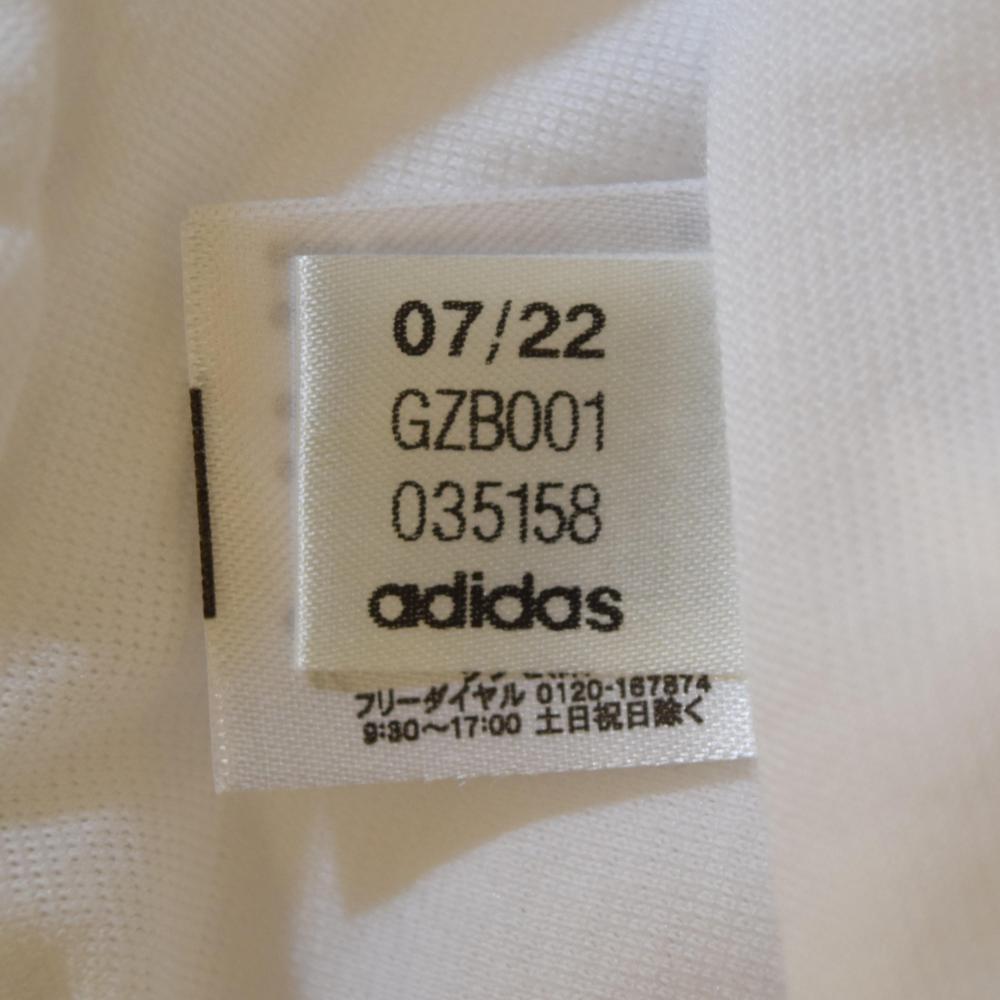 07/22
GZB001
035158
adidas
フリーダイヤル 0120-167874
9:30～17:00 土日祝日除く